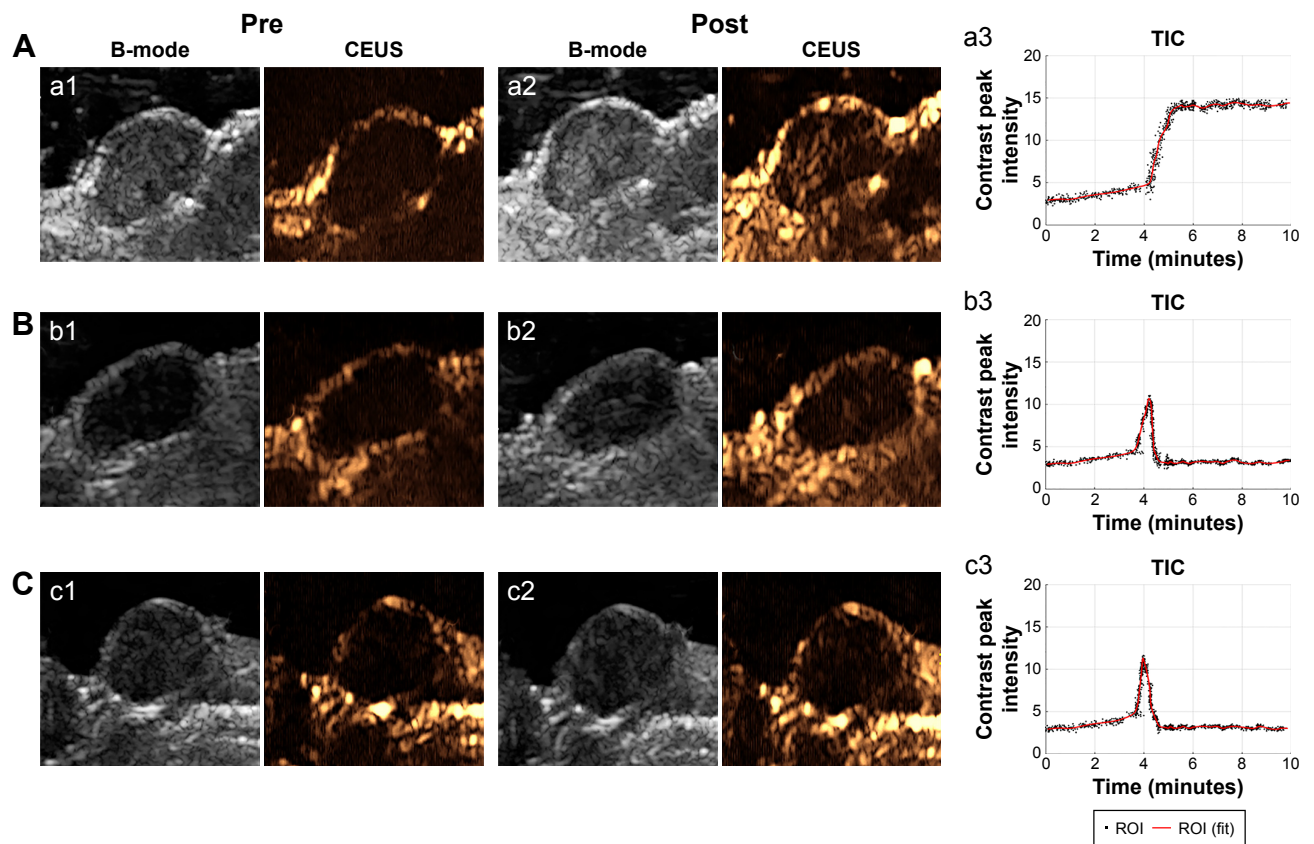 Pre
Post
A
B-mode
CEUS
B-mode
CEUS
a1
a2
a3
TIC
Contrast peak
intensity
20
15
10
5
0
0 2 4 6 8 10
Time (minutes)
B
b1
b2
b3
TIC
Contrast peak
intensity
20
15
10
5
0
0 2 4 6 8 10
Time (minutes)
C
c1
c2
c3
TIC
Contrast peak
intensity
20
15
10
5
0
0 2 4 6 8 10
Time (minutes)
ROI ROI (fit)